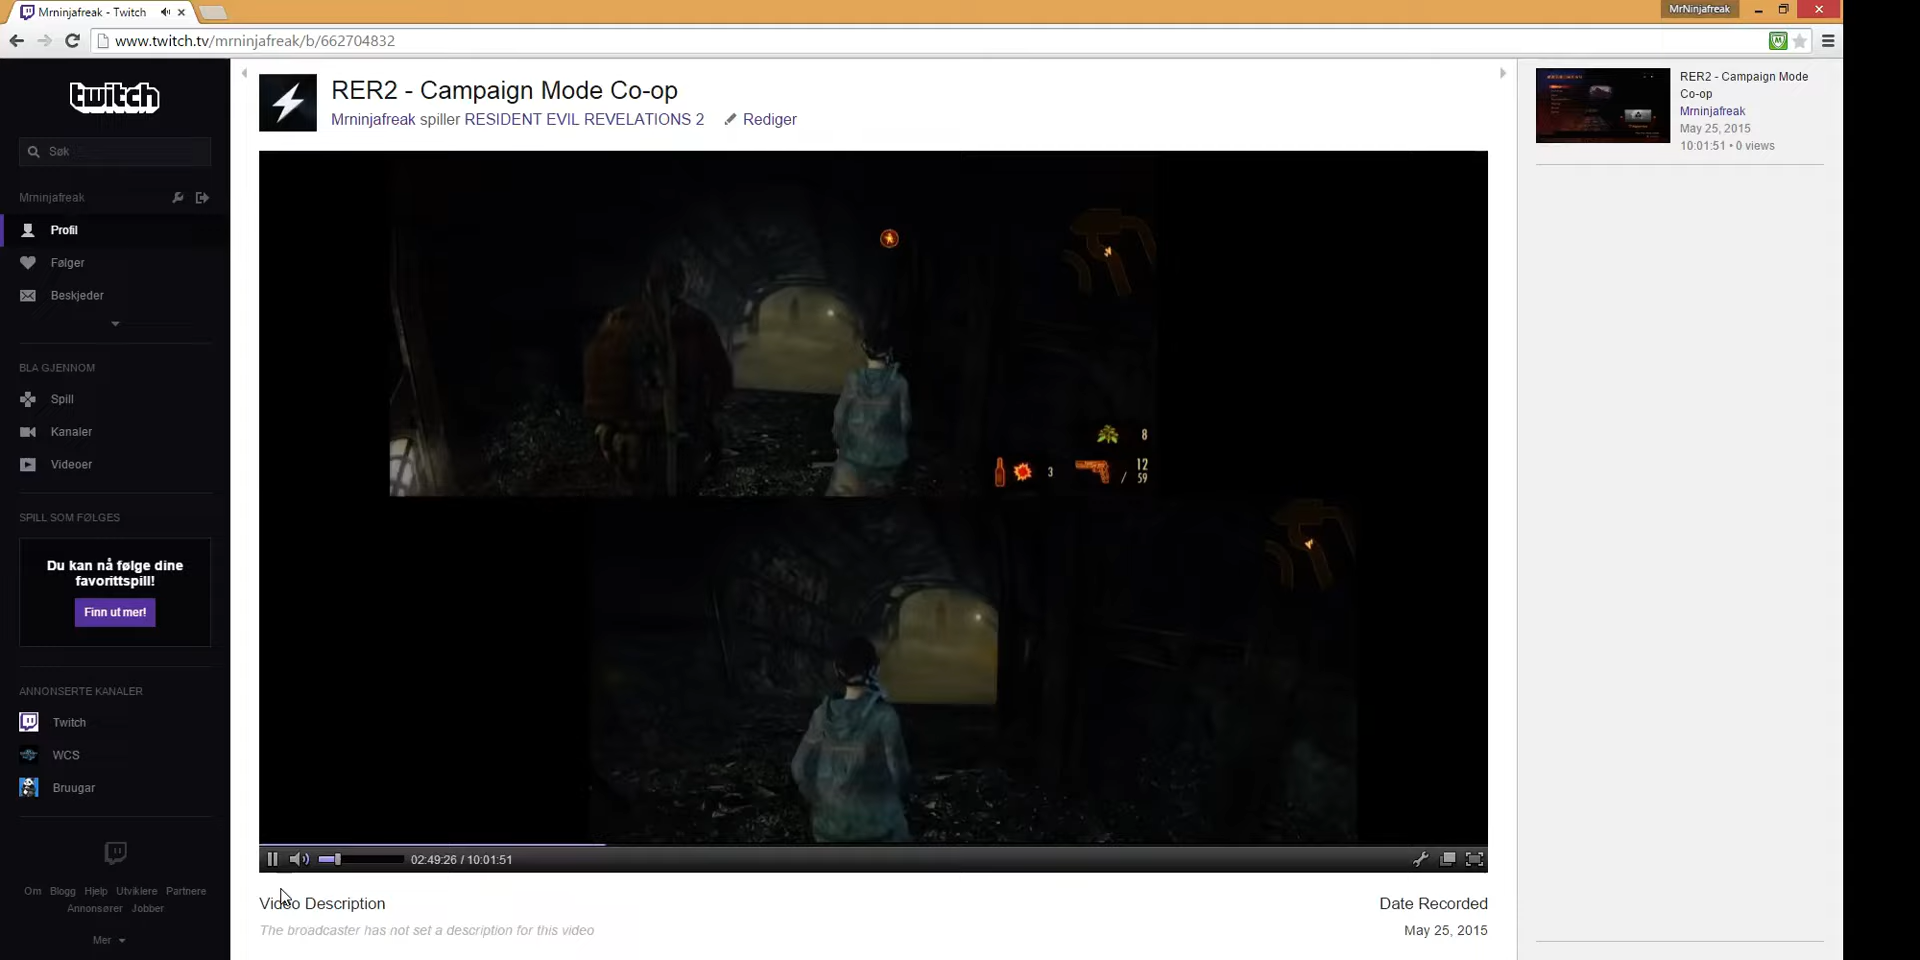 Mrninjafreak - Twitch
MrNinjafreak
www.twitch.tv/mrninjafreak/b/662704832
twitch
Søk
Mrninjafreak
Profil
Følger
Beskjeder
BLA GJENNOM
Spill
Kanaler
Videoer
SPILL SOM FØLGES
Du kan nå følge dine
favorittspill!
Finn ut mer!
ANNONSERTE KANALER
Twitch
WCS
Bruugar
Om Blogg Hjelp Utviklere Partnere
Annonsører Jobber
Mer
RER2 - Campaign Mode Co-op
Mrninjafreak spiller RESIDENT EVIL REVELATIONS 2 Rediger
8
3
12
/ 59
02:49:26 / 10:01:51
Video Description
The broadcaster has not set a description for this video
Date Recorded
May 25, 2015
RER2 - Campaign Mode
Co-op
Mrninjafreak
May 25, 2015
10:01:51 • 0 views